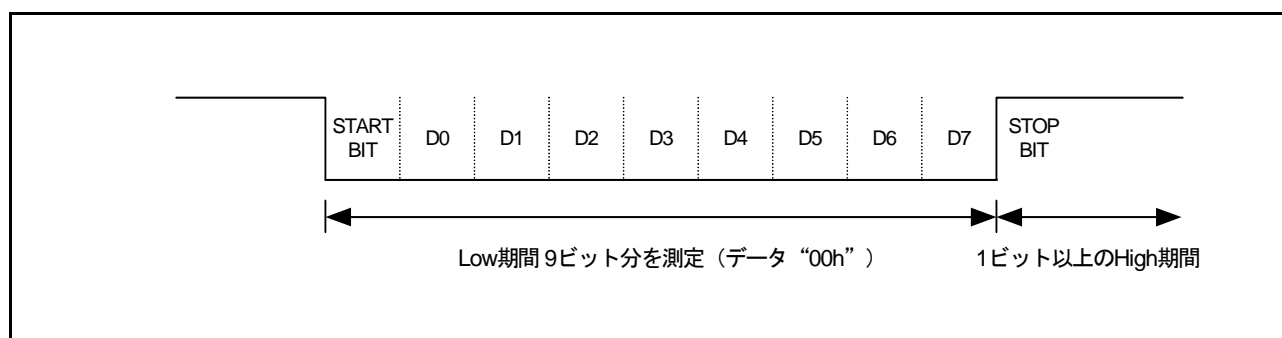 START BIT D0 D1 D2 D3 D4 D5 D6 D7 STOP BIT
Low期間 9ビット分を測定（データ“00h”） 1ビット以上のHigh期間